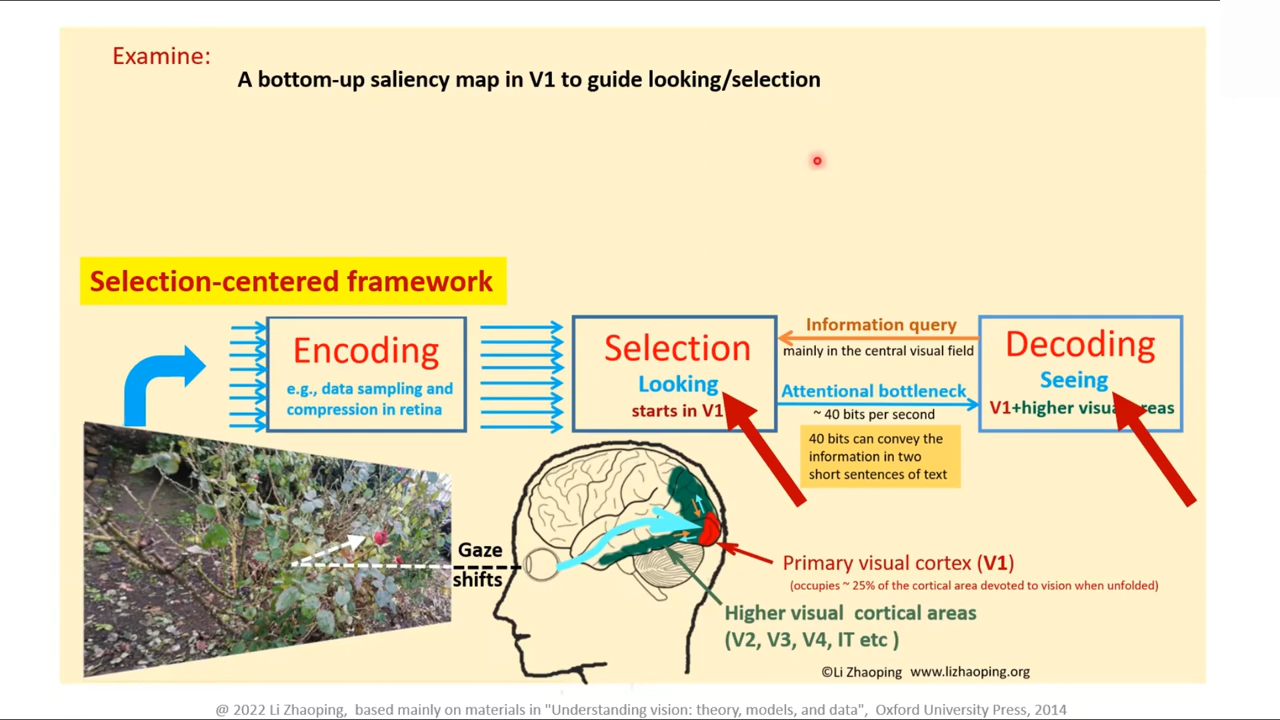 Examine:
A bottom-up saliency map in V1 to guide looking/selection
Selection-centered framework
Encoding
e.g., data sampling and
compression in retina
Selection
Looking
starts in V1
Information query
mainly in the central visual field
Attentional bottleneck
~ 40 bits per second
40 bits can convey the
information in two
short sentences of text
Decoding
Seeing
V1+higher visual areas
Gaze
shifts
Primary visual cortex (V1)
(occupies ~ 25% of the cortical area devoted to vision when unfolded)
Higher visual cortical areas
(V2, V3, V4, IT etc )
©Li Zhaoping www.lizhaoping.org
@ 2022 Li Zhaoping, based mainly on materials in "Understanding vision: theory, models, and data", Oxford University Press, 2014